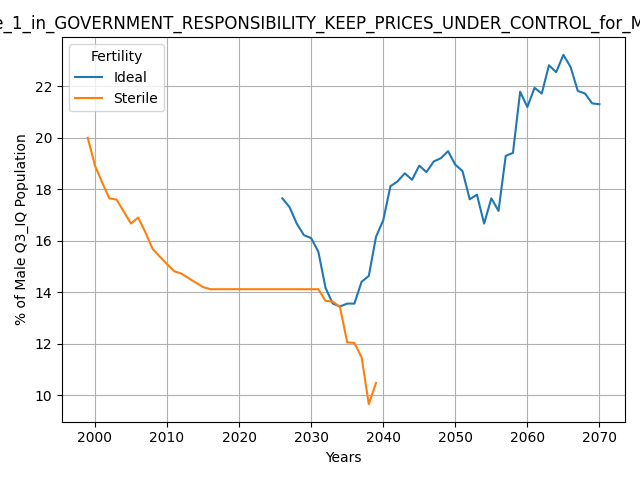 e_1_in_GOVERNMENT_RESPONSIBILITY_KEEP_PRICES_UNDER_CONTROL_for_M
Fertility
Ideal
Sterile
% of Male Q3_IQ Population
22
20
18
16
14
12
10
2000 2010 2020 2030 2040 2050 2060 2070
Years